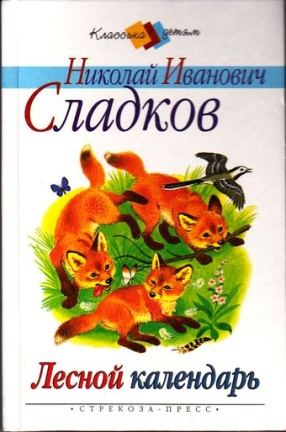 Классика детям
Николай Иванович
Сладков
Лесной календарь
• СТРЕКОЗА-ПРЕСС •